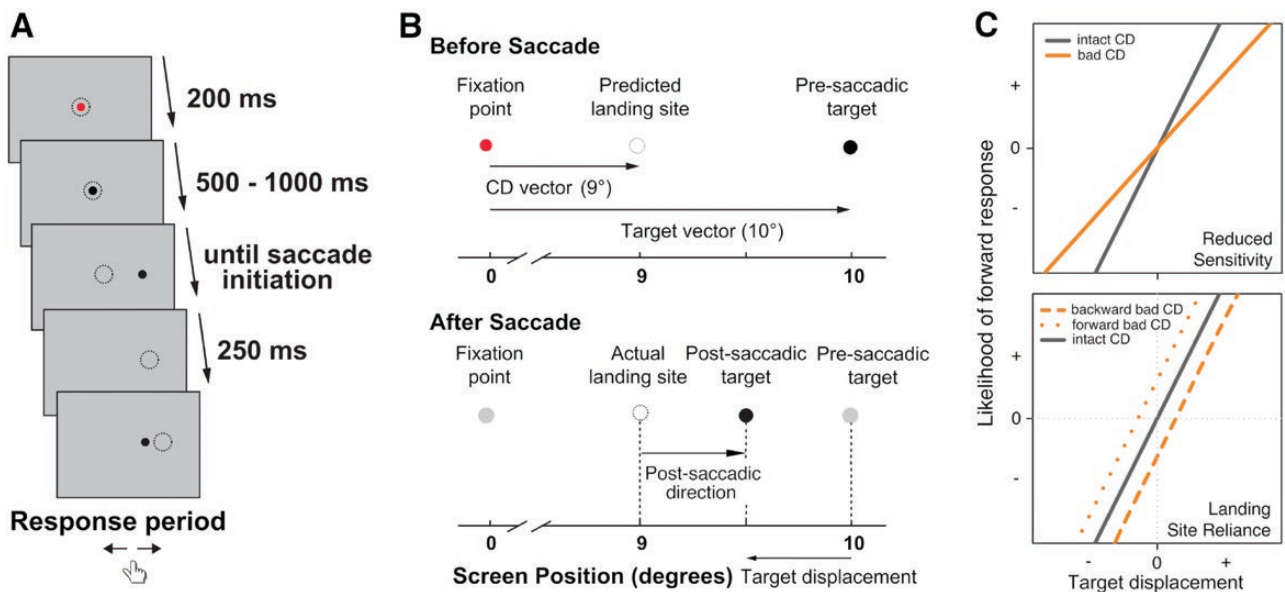 A
200 ms
500 - 1000 ms
until saccade
initiation
250 ms
Response period
B
Before Saccade
Fixation
point
Predicted
landing site
Pre-saccadic
target
CD vector (9°)
Target vector (10°)
0 9 10
After Saccade
Fixation
point
Actual
landing site
Post-saccadic
target
Pre-saccadic
target
Post-saccadic
direction
0 9 10
Screen Position (degrees)
Target displacement
C
Likelihood of forward response
intact CD
bad CD
+
0
-
Reduced
Sensitivity
backward bad CD
forward bad CD
intact CD
+
0
-
Landing
Site Reliance
- 0 +
Target displacement